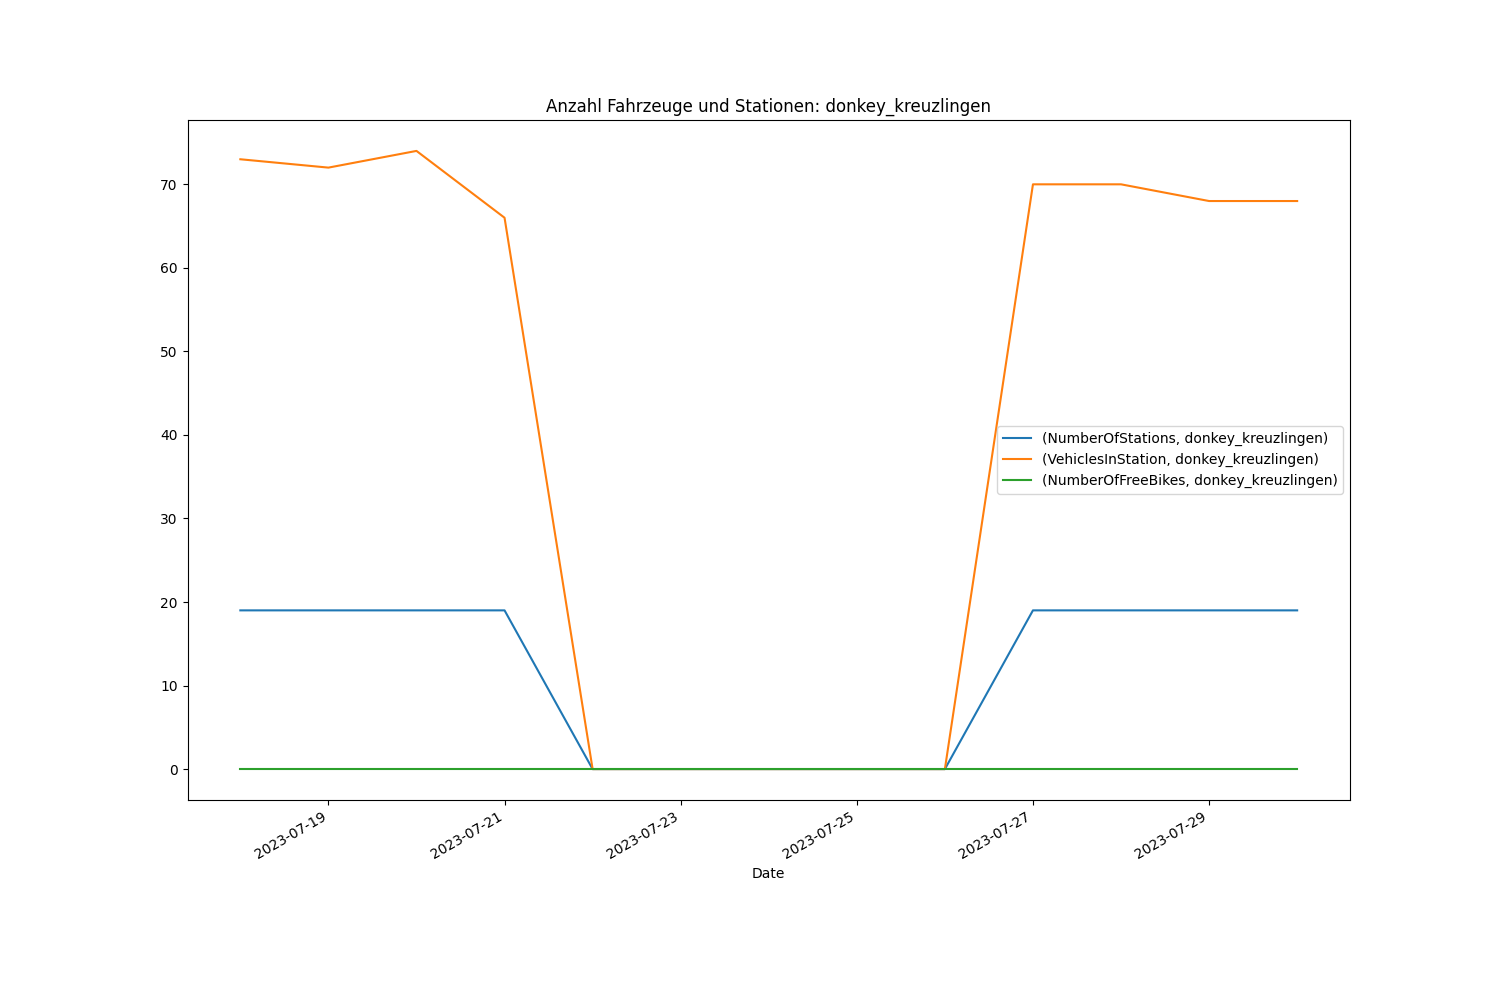 Anzahl Fahrzeuge und Stationen: donkey_kreuzlingen
70
60
50
40
30
20
10
0
(NumberOfStations, donkey_kreuzlingen)
(VehiclesInStation, donkey_kreuzlingen)
(NumberOfFreeBikes, donkey_kreuzlingen)
2023-07-19
2023-07-21
2023-07-23
2023-07-25
2023-07-27
2023-07-29
Date